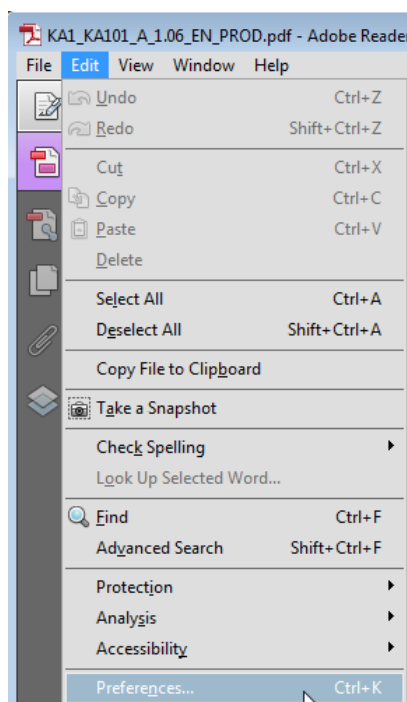 KA1_KA101_A_1.06_EN_PROD.pdf - Adobe Reader
File Edit View Window Help
Undo Ctrl+Z
Redo Shift+Ctrl+Z
Cut Ctrl+X
Copy Ctrl+C
Paste Ctrl+V
Delete
Select All Ctrl+A
Deselect All Shift+Ctrl+A
Copy File to Clipboard
Take a Snapshot
Check Spelling
Look Up Selected Word...
Find Ctrl+F
Advanced Search Shift+Ctrl+F
Protection
Analysis
Accessibility
Preferences... Ctrl+K